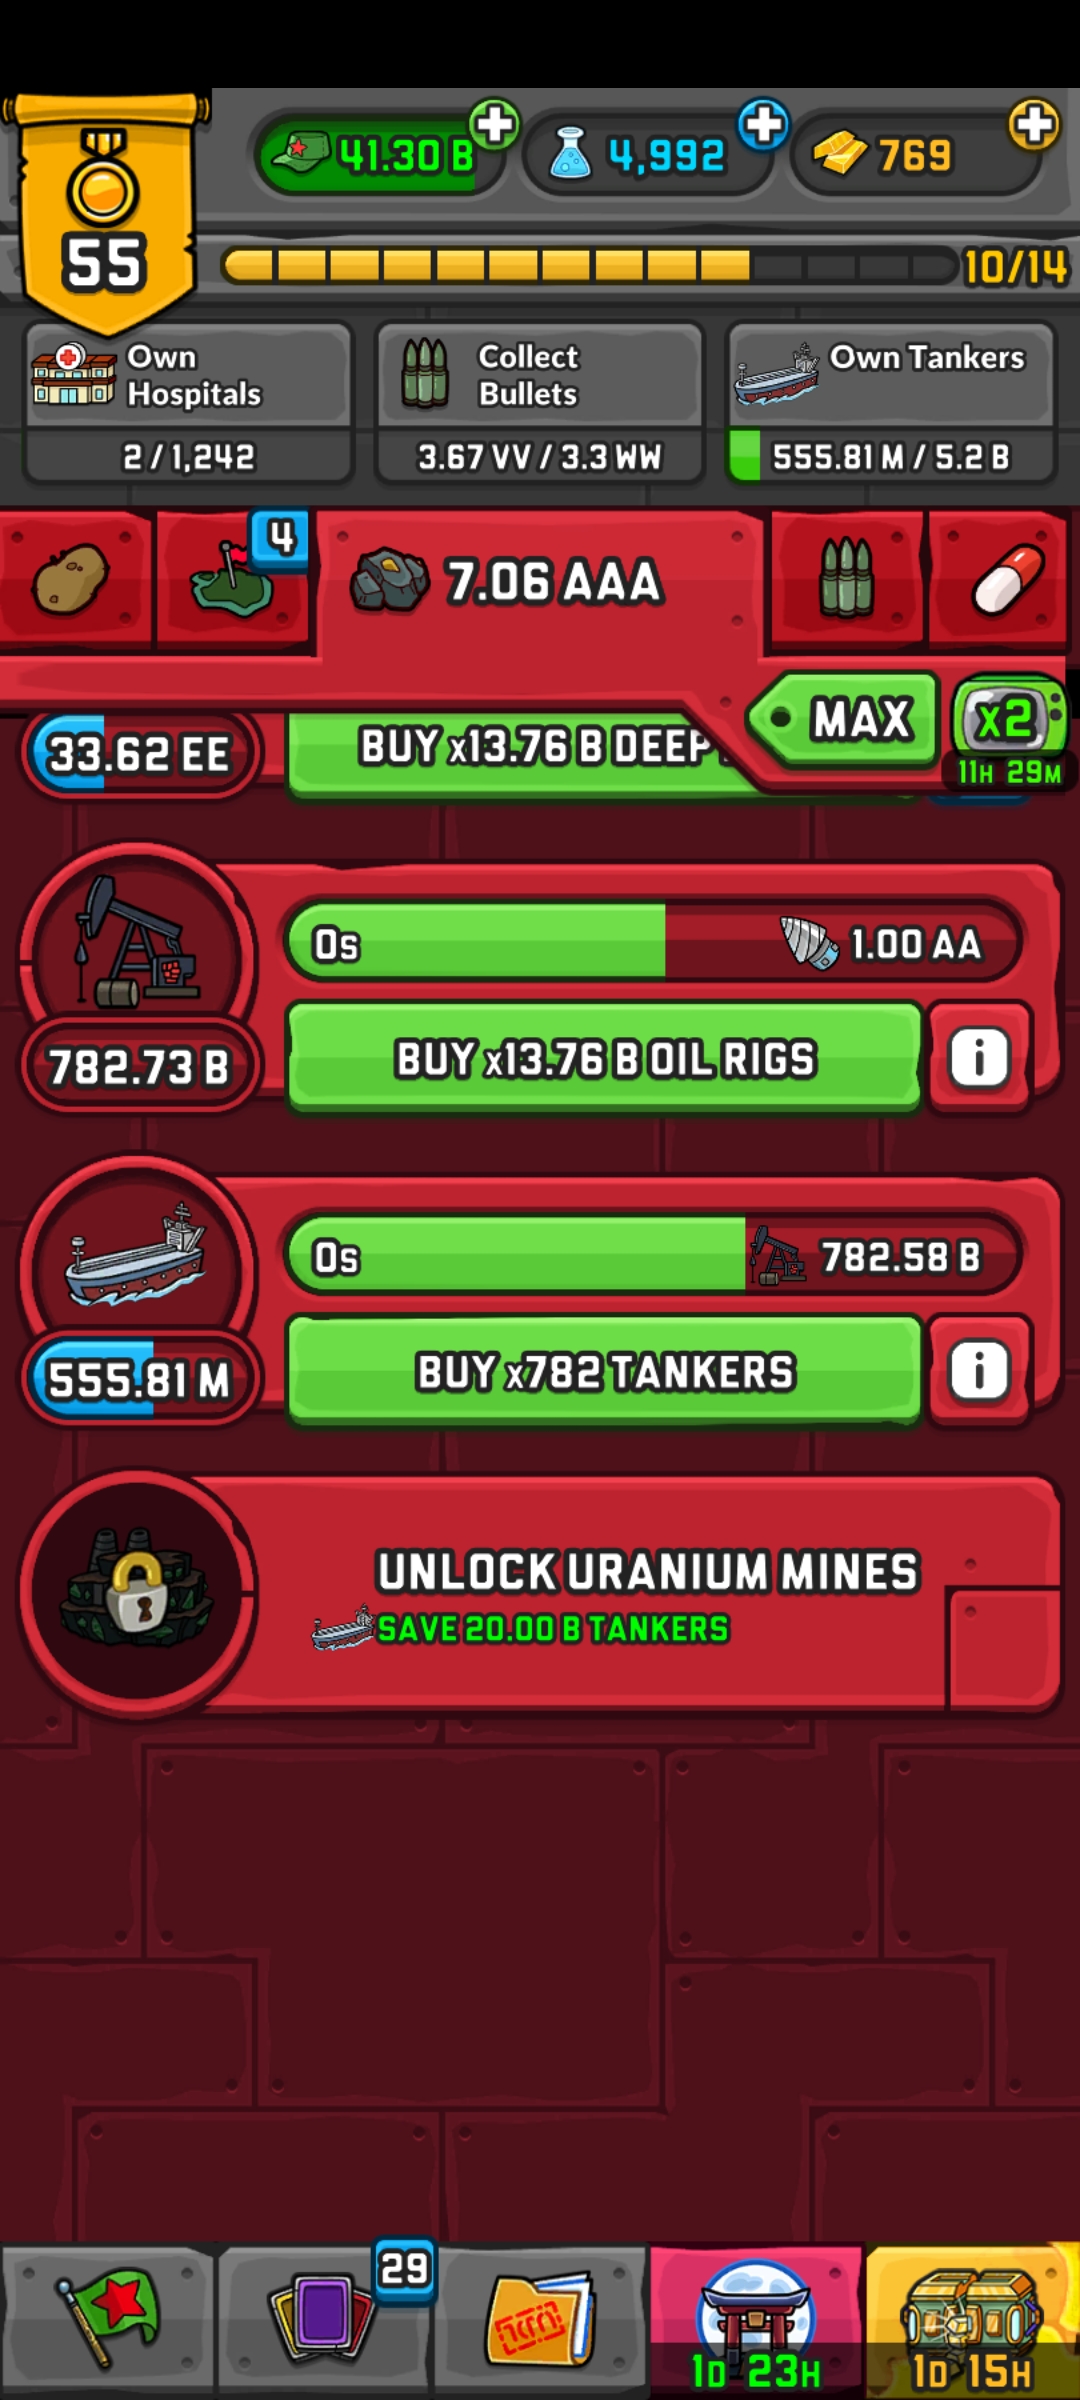 55
41.30 B
4,992
769
10/14
Own
Hospitals
2 / 1,242
Collect
Bullets
3.67 VV / 3.3 WW
Own Tankers
555.81 M / 5.2 B
4
7.06 AAA
MAX
x2
11H 29M
33.62 EE
BUY x13.76 B DEEP
0s
1.00 AA
782.73 B
BUY x13.76 B OIL RIGS
i
0s
782.58 B
555.81 M
BUY x782 TANKERS
i
UNLOCK URANIUM MINES
SAVE 20.00 B TANKERS
29
1D 23H
1D 15H